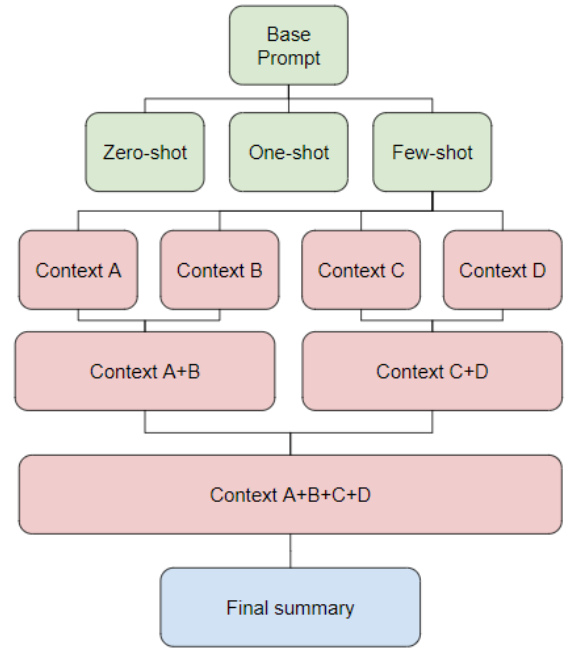 Base
Prompt
Zero-shot
One-shot
Few-shot
Context A
Context B
Context C
Context D
Context A+B
Context C+D
Context A+B+C+D
Final summary